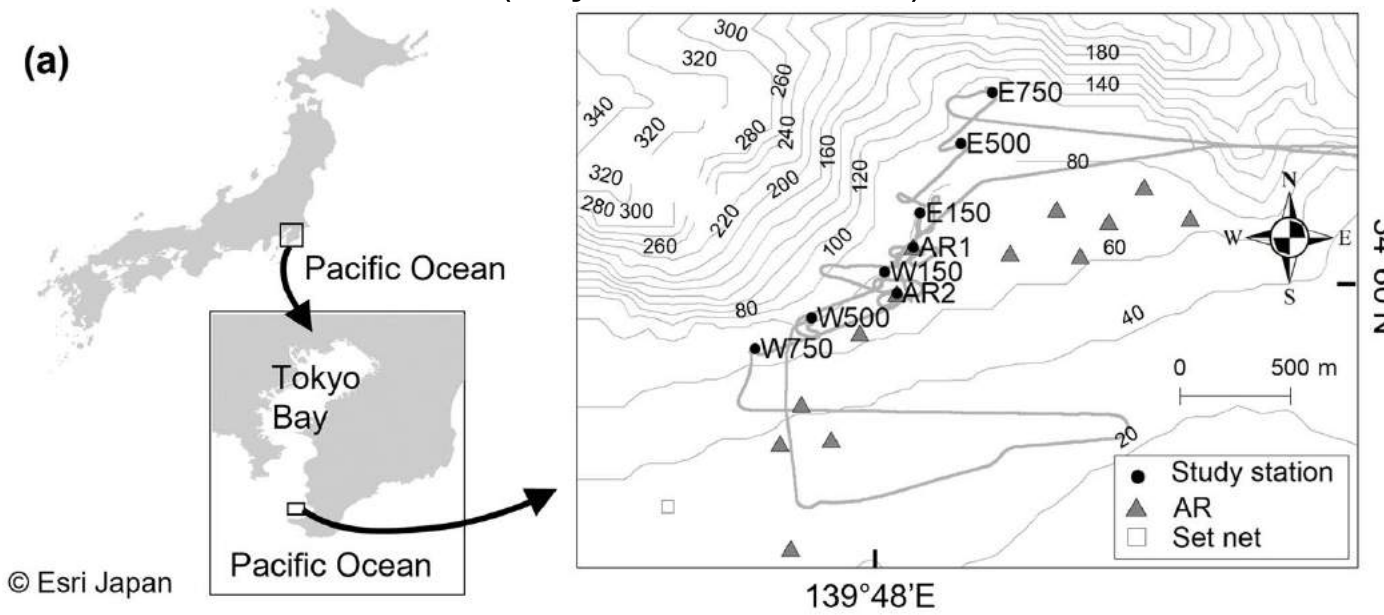 (a)
Pacific Ocean
Tokyo
Bay
Pacific Ocean
© Esri Japan
300
320
340
320
320
280
300
260
260
240
280
200
220
160
120
100
80
180
140
80
60
40
20
E750
E500
E150
AR1
W150
AR2
W500
W750
N
W
E
S
0 500 m
Study station
AR
Set net
139°48'E